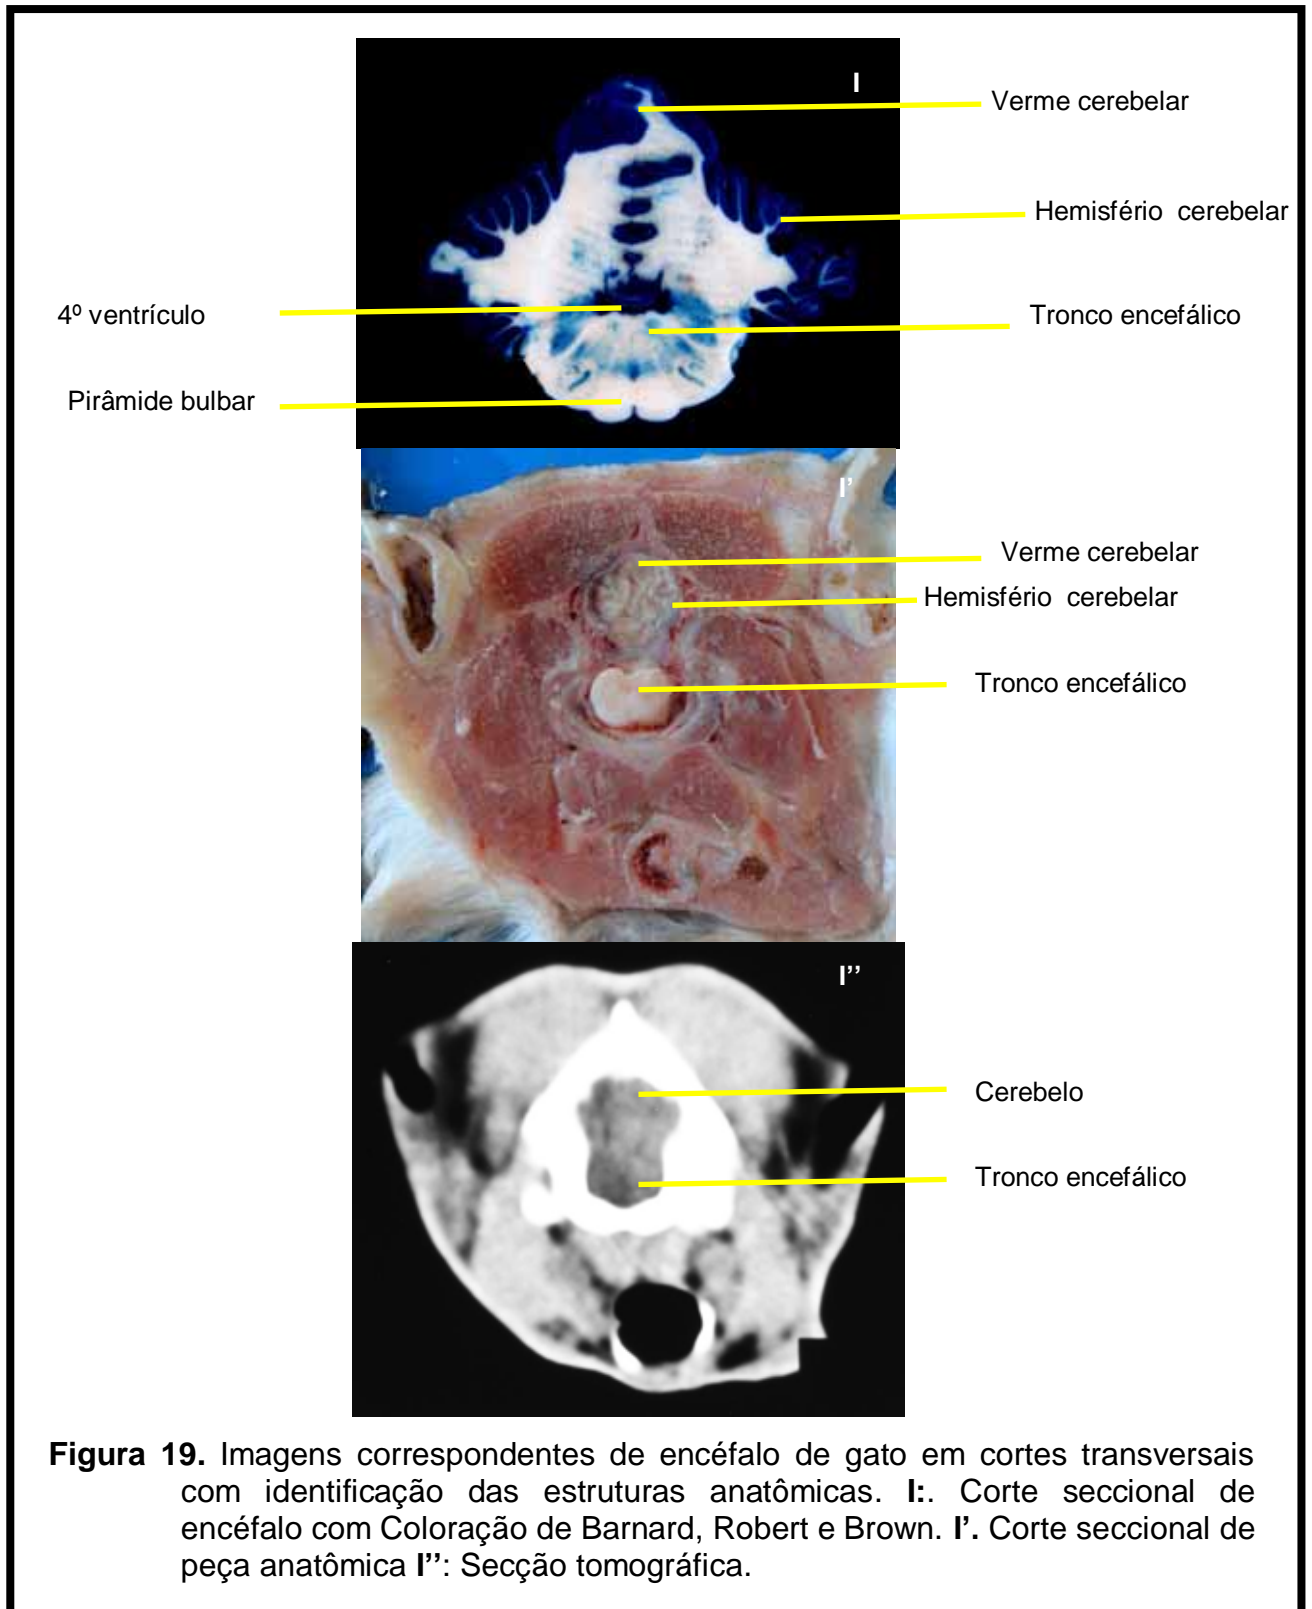 I
Verme cerebelar
Hemisfério cerebelar
4º ventrículo
Tronco encefálico
Pirâmide bulbar
I’
Verme cerebelar
Hemisfério cerebelar
Tronco encefálico
I’’
Cerebelo
Tronco encefálico
Figura 19. Imagens correspondentes de encéfalo de gato em cortes transversais
com identificação das estruturas anatômicas. I:. Corte seccional de
encéfalo com Coloração de Barnard, Robert e Brown. I’. Corte seccional de
peça anatômica I’’: Secção tomográfica.